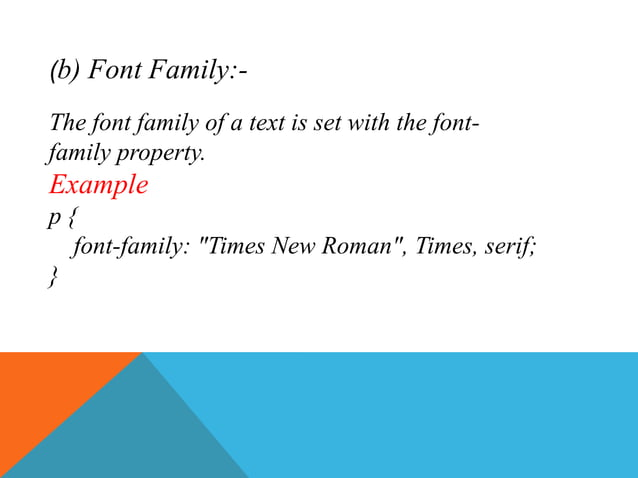 (b) Font Family:-
The font family of a text is set with the font-
family property.
Example
p {
font-family: "Times New Roman", Times, serif;
}